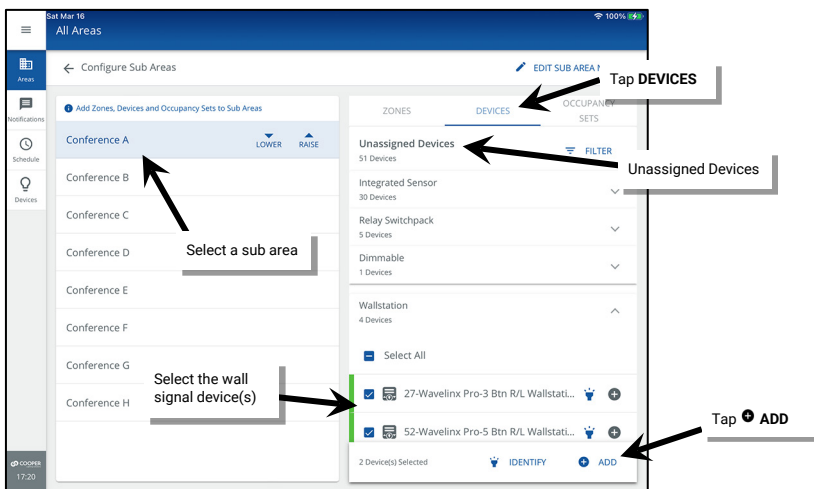 Sat Mar 16
100%
All Areas
Areas
Notifications
Schedule
Devices
COOPER
17:20
Configure Sub Areas
EDIT SUB AREA
Add Zones, Devices and Occupancy Sets to Sub Areas
Conference A
LOWER
RAISE
Conference B
Conference C
Conference D
Conference E
Conference F
Conference G
Conference H
ZONES
DEVICES
OCCUPANCY
SETS
Unassigned Devices
51 Devices
FILTER
Integrated Sensor
30 Devices
Relay Switchpack
5 Devices
Dimmable
1 Devices
Wallstation
4 Devices
Select All
27-Wavelinx Pro-3 Btn R/L Wallstati...
52-Wavelinx Pro-5 Btn R/L Wallstati...
2 Device(s) Selected
IDENTIFY
ADD
Tap DEVICES
Unassigned Devices
Select a sub area
Select the wall
signal device(s)
Tap ADD